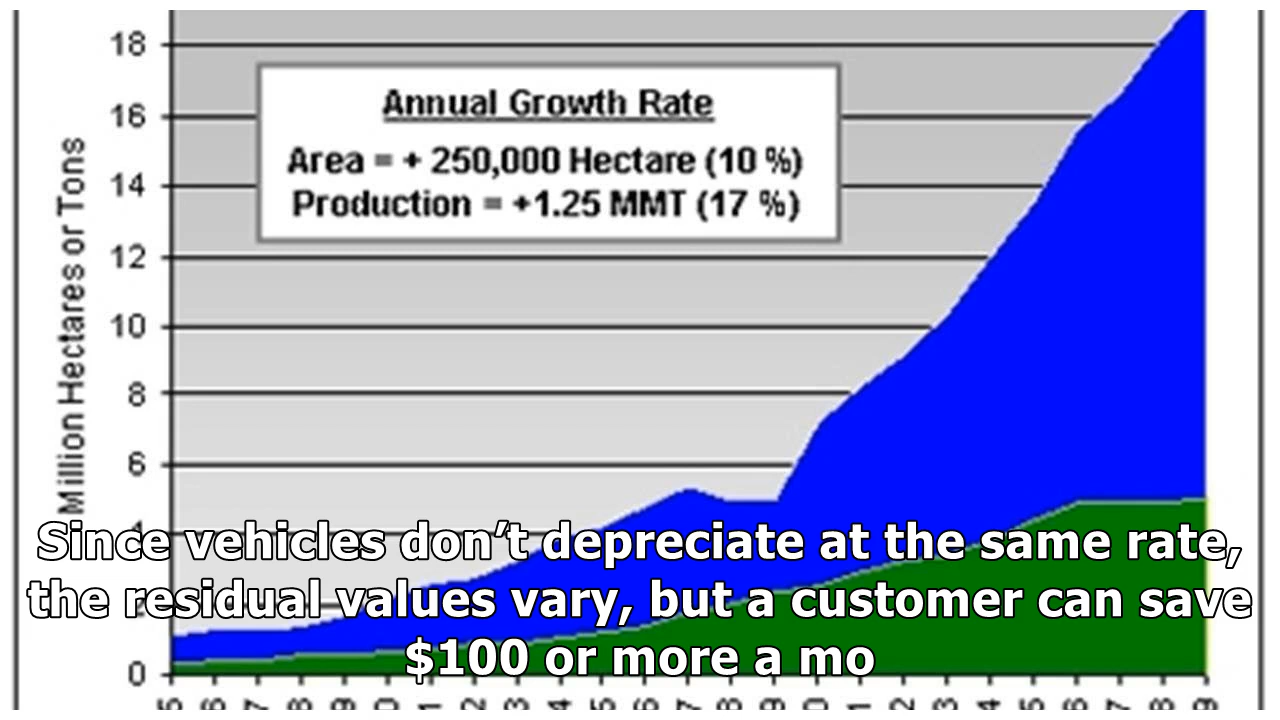 18
Annual Growth Rate
16
Area = + 250,000 Hectare (10 %)
14
Production = +1.25 MMT (17 %)
12
10
8
6
Million Hectares or Tons
Since vehicles don’t depreciate at the same rate,
the residual values vary, but a customer can save
$100 or more a mo
0